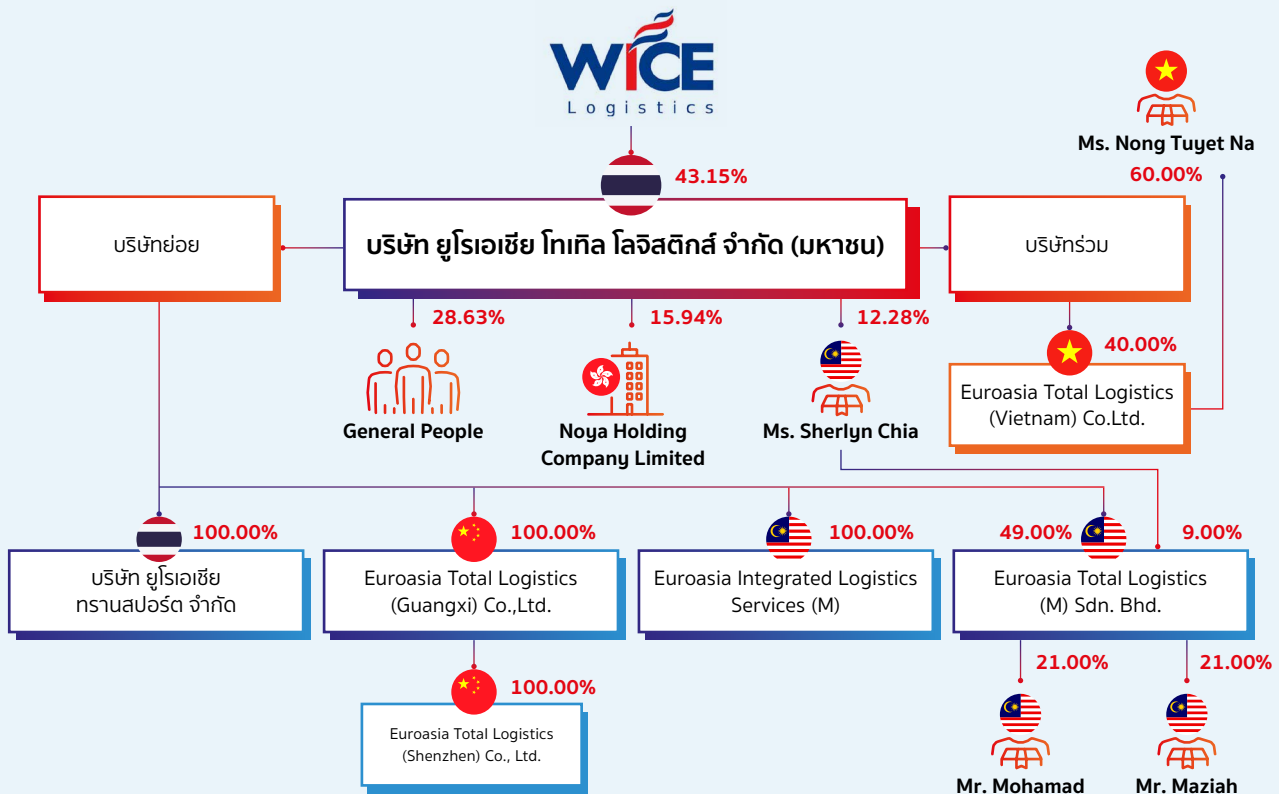 WICE
Logistics
Ms. Nong Tuyet Na
60.00%
43.15%
บริษัทย่อย
บริษัท ยูโรเอเชีย โทเทิล โลจิสติกส์ จำกัด (มหาชน)
บริษัทร่วม
28.63%
15.94%
12.28%
40.00%
General People
Noya Holding
Company Limited
Ms. Sherlyn Chia
Euroasia Total Logistics
(Vietnam) Co.Ltd.
100.00%
100.00%
100.00%
49.00%
9.00%
บริษัท ยูโรเอเชีย
ทรานสปอร์ต จำกัด
Euroasia Total Logistics
(Guangxi) Co.,Ltd.
Euroasia Integrated Logistics
Services (M)
Euroasia Total Logistics
(M) Sdn. Bhd.
100.00%
21.00%
21.00%
Euroasia Total Logistics
(Shenzhen) Co., Ltd.
Mr. Mohamad
Mr. Maziah